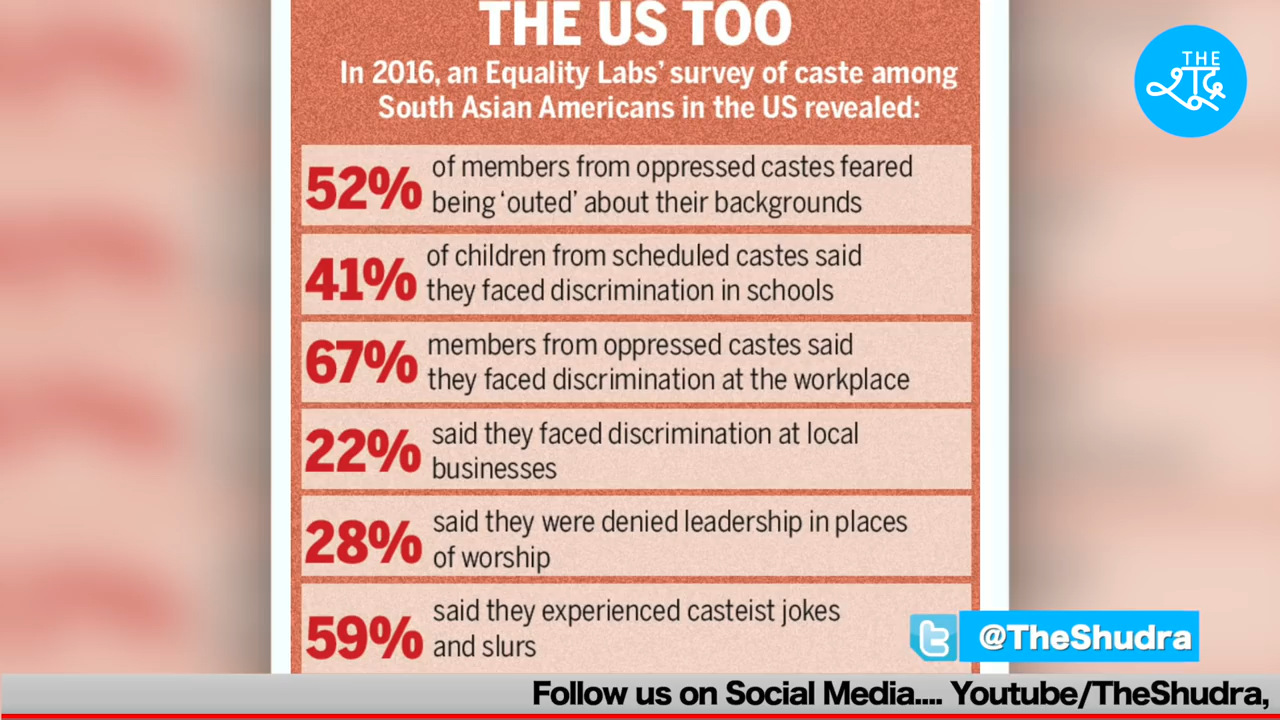 THE US TOO
In 2016, an Equality Labs’ survey of caste among
South Asian Americans in the US revealed:
52%
of members from oppressed castes feared
being ‘outed’ about their backgrounds
41%
of children from scheduled castes said
they faced discrimination in schools
67%
members from oppressed castes said
they faced discrimination at the workplace
22%
said they faced discrimination at local
businesses
28%
said they were denied leadership in places
of worship
59%
said they experienced casteist jokes
and slurs
THE
शूद्र
@TheShudra
Follow us on Social Media.... Youtube/TheShudra,